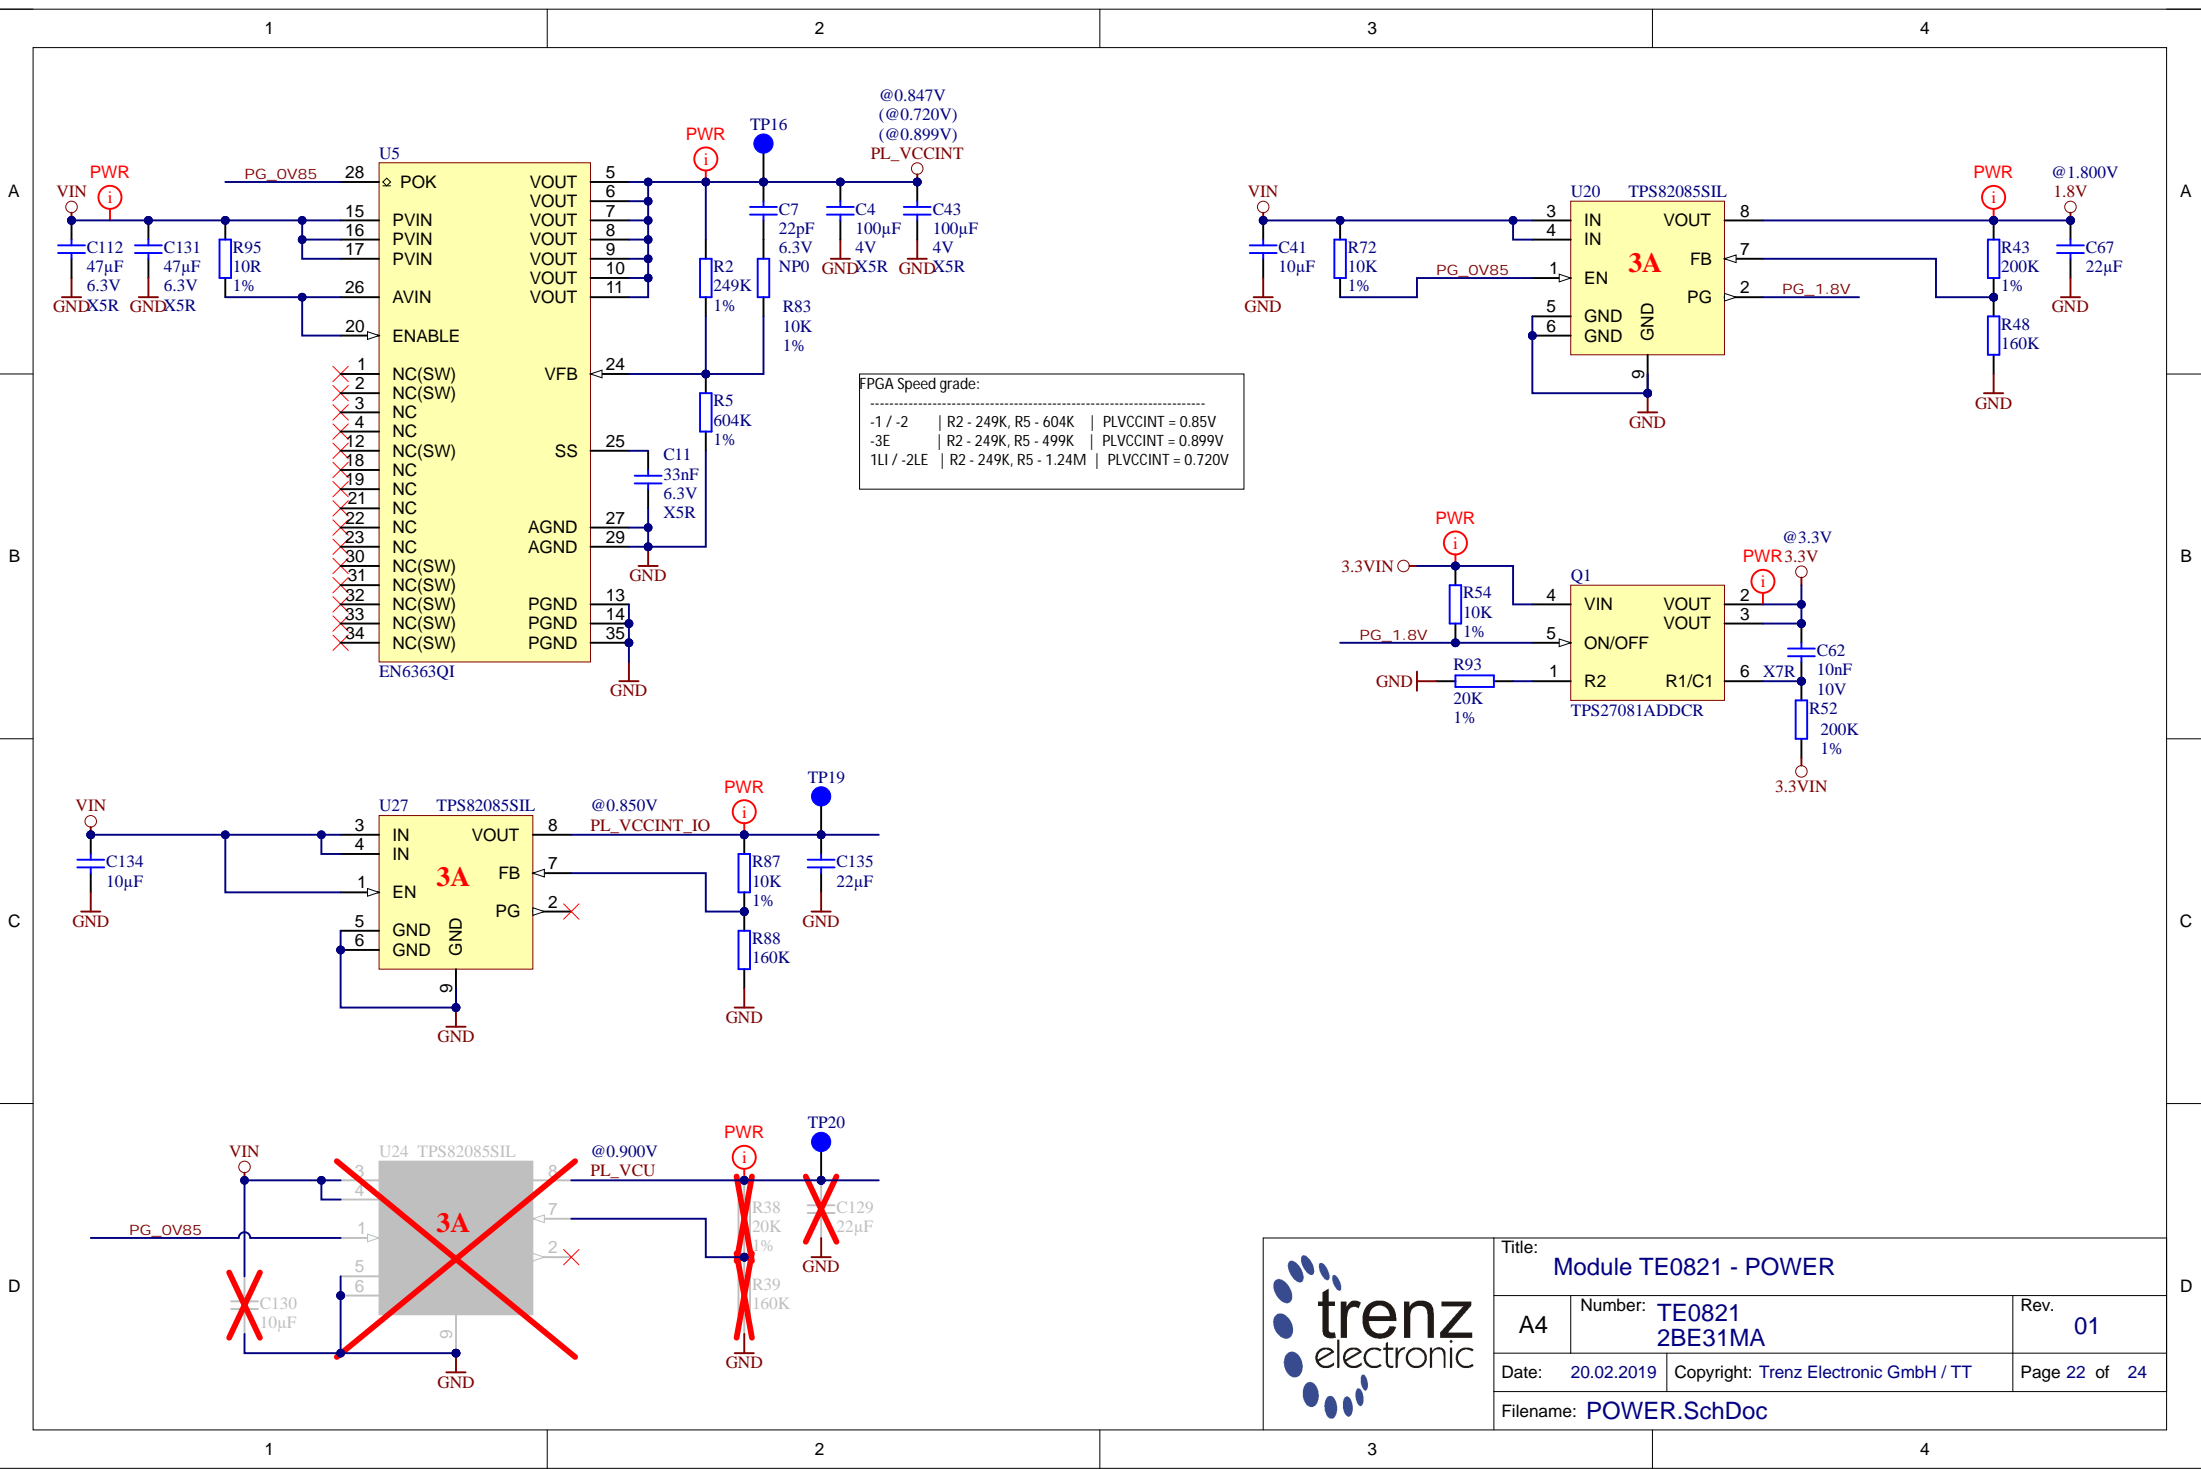 1
2
3
4
A
B
C
D
A
B
C
D
1
2
3
4
U5
PG_0V85
28
POK
VIN
PWR
15
PVIN
16
PVIN
17
PVIN
26
AVIN
20
ENABLE
C112
47µF
6.3V
X5R
GND
C131
47µF
6.3V
X5R
GND
R95
10R
1%
1
NC(SW)
2
NC(SW)
3
NC
4
NC
12
NC(SW)
18
NC
19
NC
21
NC
22
NC
23
NC
30
NC(SW)
31
NC(SW)
32
NC(SW)
33
NC(SW)
34
NC(SW)
EN6363QI
VOUT
5
VOUT
6
VOUT
7
VOUT
8
VOUT
9
VOUT
10
VOUT
11
VFB
24
SS
25
AGND
27
AGND
29
PGND
13
PGND
14
PGND
35
GND
GND
PWR
i
TP16
@0.847V
(@0.720V)
(@0.899V)
PL_VCCINT
C7
22pF
6.3V
NP0
C4
100µF
4V
X5R
GND
C43
100µF
4V
X5R
GND
R2
249K
1%
R83
10K
1%
R5
604K
1%
C11
33nF
6.3V
X5R
FPGA Speed grade:
----------------------------------------------------------------------
-1 / -2 | R2 - 249K, R5 - 604K | PLVCCINT = 0.85V
-3E | R2 - 249K, R5 - 499K | PLVCCINT = 0.899V
1LI / -2LE | R2 - 249K, R5 - 1.24M | PLVCCINT = 0.720V
U20 TPS82085SIL
VIN
C41
10µF
GND
R72
10K
1%
PG_0V85
3
IN
4
IN
1
EN
5
GND
6
GND
GND
9
GND
3A
VOUT
8
FB
7
PG
2
PG_1.8V
PWR
i
@1.800V
1.8V
R43
200K
1%
R48
160K
GND
C67
22µF
GND
PWR
i
3.3VIN
R54
10K
1%
PG_1.8V
GND
R93
20K
1%
Q1
4
VIN
5
ON/OFF
1
R2
VOUT
2
VOUT
3
R1/C1
6
TPS27081ADDCR
@3.3V
PWR
3.3V
i
C62
10nF
10V
X7R
R52
200K
1%
3.3VIN
VIN
C134
10µF
GND
U27 TPS82085SIL
3
IN
4
IN
1
EN
5
GND
6
GND
GND
9
GND
3A
VOUT
8
FB
7
PG
2
@0.850V
PL_VCCINT_IO
PWR
i
TP19
R87
10K
1%
R88
160K
GND
C135
22µF
GND
VIN
PG_0V85
C130
10µF
U24 TPS82085SIL
3
4
1
5
6
9
GND
3A
8
7
2
@0.900V
PL_VCU
PWR
i
TP20
R38
20K
1%
R39
160K
GND
C129
22µF
GND
trenz
electronic
Title:
Module TE0821 - POWER
A4
Number: TE0821
2BE31MA
Rev.
01
Date: 20.02.2019
Copyright: Trenz Electronic GmbH / TT
Page 22 of 24
Filename: POWER.SchDoc